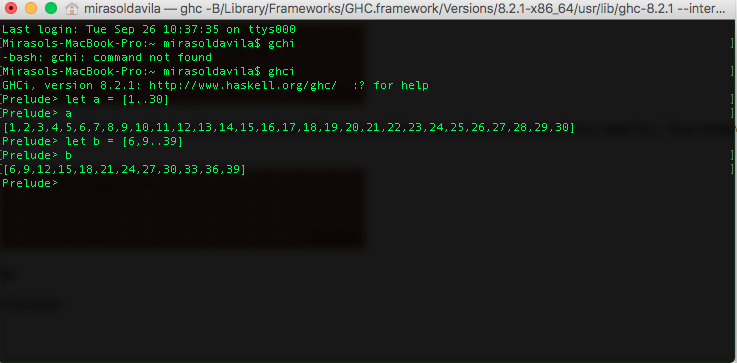 mirasoldavila — ghc -B/Library/Frameworks/GHC.framework/Versions/8.2.1-x86_64/usr/lib/ghc-8.2.1 --inter...
Last login: Tue Sep 26 10:37:35 on ttys000
[Mirasols-MacBook-Pro:~ mirasoldavila$ gchi ]
-bash: gchi: command not found
[Mirasols-MacBook-Pro:~ mirasoldavila$ ghci ]
GHCi, version 8.2.1: http://www.haskell.org/ghc/  :? for help
[Prelude> let a = [1..30] ]
[Prelude> a ]
[1,2,3,4,5,6,7,8,9,10,11,12,13,14,15,16,17,18,19,20,21,22,23,24,25,26,27,28,29,30]
[Prelude> let b = [6,9..39] ]
[Prelude> b ]
[6,9,12,15,18,21,24,27,30,33,36,39]
Prelude>